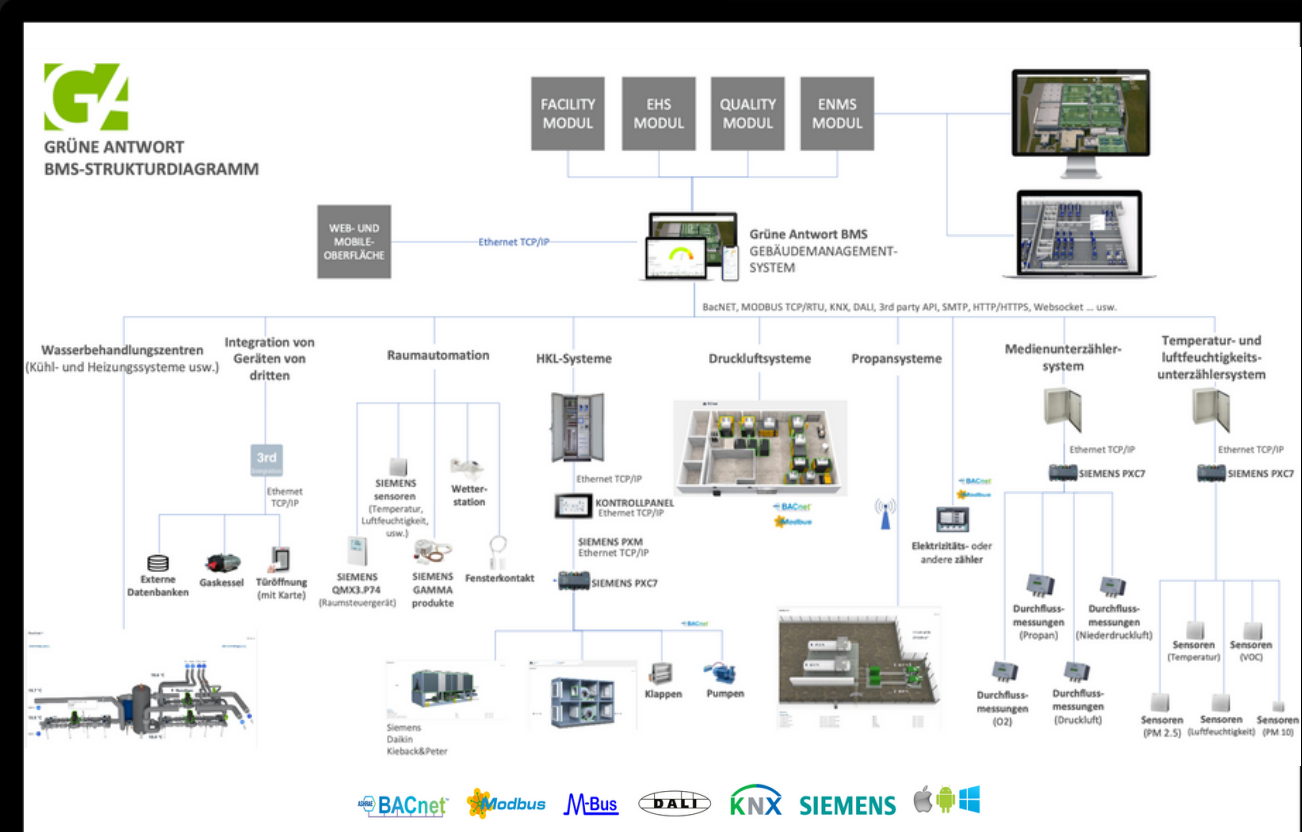 GA
GRÜNE ANTWORT
BMS-STRUKTURDIAGRAMM
FACILITY
MODUL
EHS
MODUL
QUALITY
MODUL
ENMS
MODUL
WEB- UND
MOBILE-
OBERFLÄCHE
Ethernet TCP/IP
Grüne Antwort BMS
GEBÄUDEMANAGEMENT-
SYSTEM
BacNET, MODBUS TCP/RTU, KNX, DALI, 3rd party API, SMTP, HTTP/HTTPS, Websocket ... usw.
Wasserbehandlungszentren
(Kühl- und Heizungssysteme usw.)
Integration von
Geräten von
dritten
3rd
Ethernet
TCP/IP
Externe
Datenbanken
Gaskessel
Türöffnung
(mit Karte)
Raumautomation
SIEMENS
sensoren
(Temperatur,
Luftfeuchtigkeit,
usw.)
Wetter-
station
SIEMENS
QMX3.P74
(Raumsteuergerät)
SIEMENS
GAMMA
produkte
Fensterkontakt
HKL-Systeme
Ethernet TCP/IP
KONTROLLPANEL
Ethernet TCP/IP
SIEMENS PXM
Ethernet TCP/IP
SIEMENS PXC7
BACnet
Siemens
Daikin
Kieback&Peter
Klappen
Pumpen
Druckluftsysteme
BACnet
Modbus
Propansysteme
BACnet
Modbus
Elektrizitäts- oder
andere zähler
Medienunterzähler-
system
Ethernet TCP/IP
SIEMENS PXC7
Durchfluss-
messungen
(Propan)
Durchfluss-
messungen
(Niederdruckluft)
Durchfluss-
messungen
(O2)
Durchfluss-
messungen
(Druckluft)
Temperatur- und
luftfeuchtigkeits-
unterzählersystem
Ethernet TCP/IP
SIEMENS PXC7
Sensoren
(Temperatur)
Sensoren
(VOC)
Sensoren
(PM 2.5)
Sensoren
(Luftfeuchtigkeit)
Sensoren
(PM 10)
ASHRAE BACnet
Modbus
M-Bus
DALI
KNX
SIEMENS